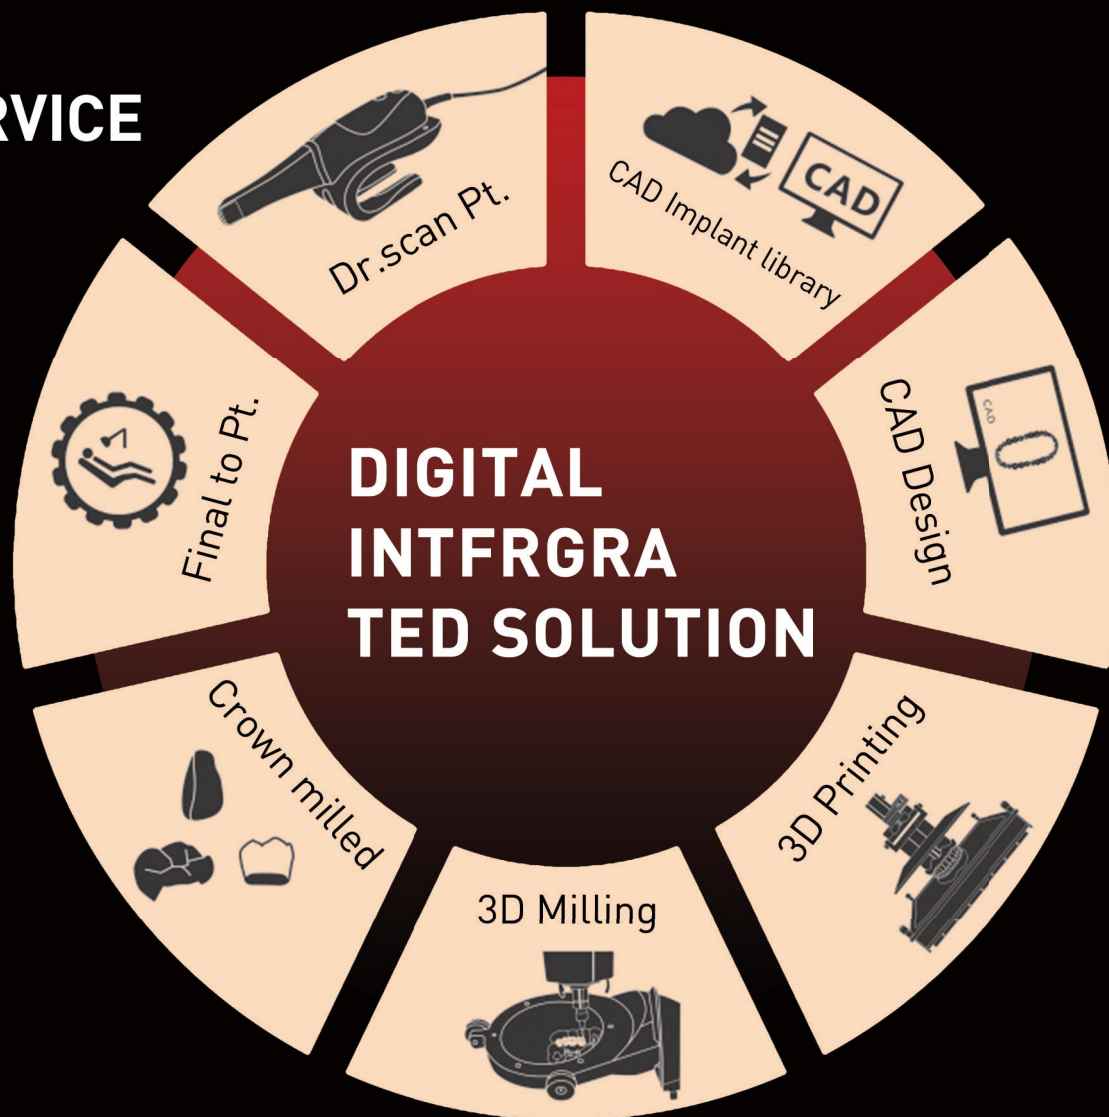 RVICE
Dr.scan Pt.
CAD
CAD Implant library
CAD
CAD Design
3D Printing
3D Milling
Crown milled
Final to Pt.
DIGITAL
INTFRGRA
TED SOLUTION